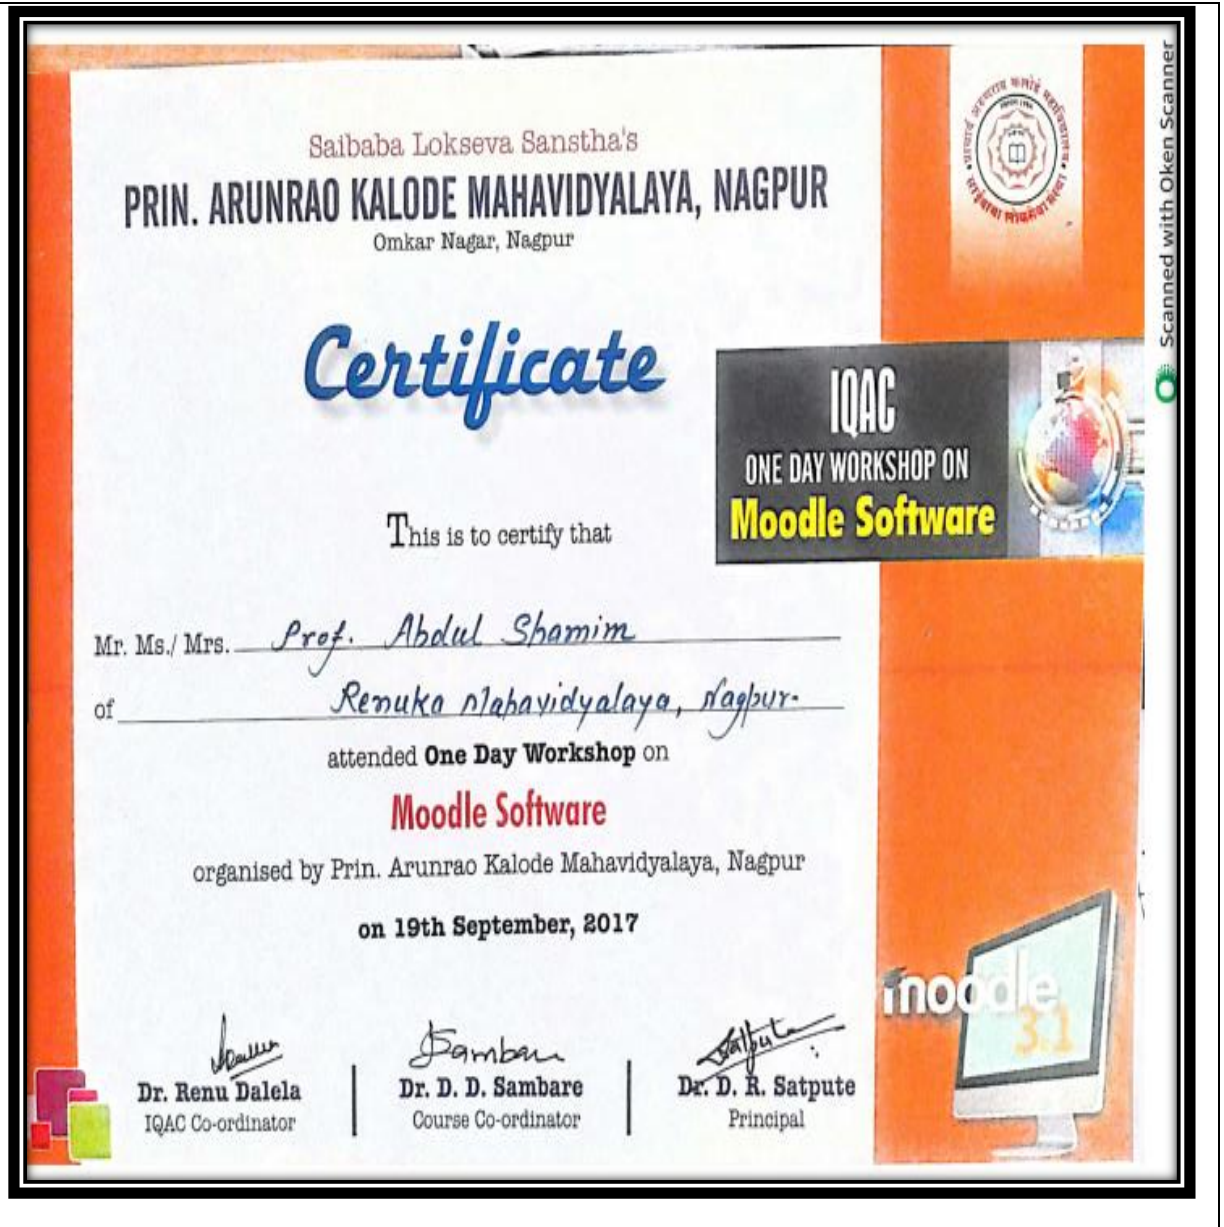 Saibaba Lokseva Sanstha's
PRIN. ARUNRAO KALODE MAHAVIDYALAYA, NAGPUR
Omkar Nagar, Nagpur
Certificate
IQAC
ONE DAY WORKSHOP ON
Moodle Software
This is to certify that
Mr. Ms./ Mrs. Prof. Abdul Shamim
of Renuka Mahavidyalaya, Nagpur.
attended One Day Workshop on
Moodle Software
organised by Prin. Arunrao Kalode Mahavidyalaya, Nagpur
on 19th September, 2017
moodle
3.1
Sambare
Satpute
Dr. Renu Dalela
IQAC Co-ordinator
Dr. D. D. Sambare
Course Co-ordinator
Dr. D. R. Satpute
Principal
Scanned with Oken Scanner